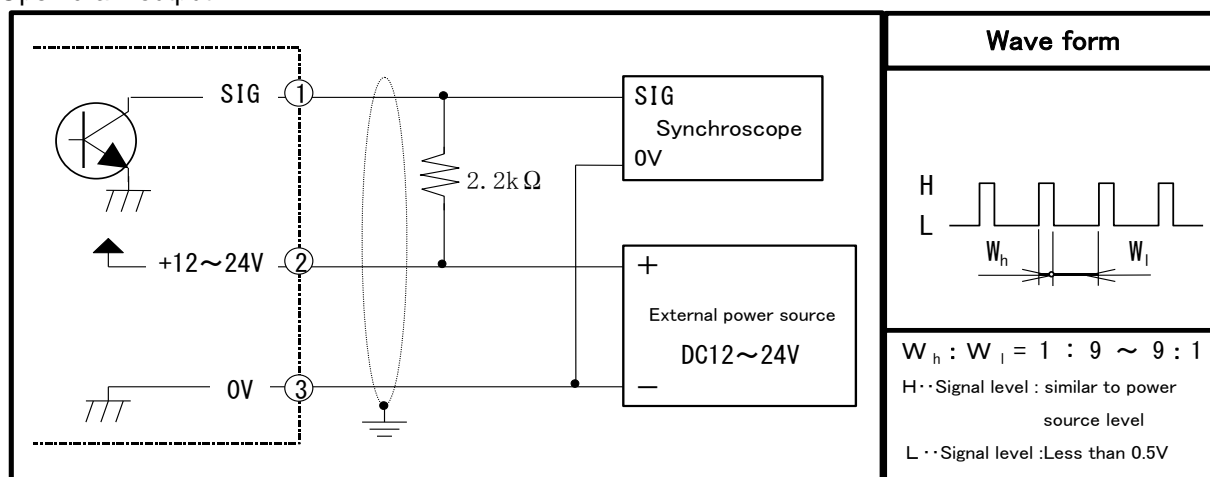 Wave form
SIG
1
SIG
Synchroscope
0V
2.2kΩ
+12～24V
2
+
External power source
DC12～24V
0V
3
−
H
L
Wh
Wl
Wh : Wl = 1 : 9 ～ 9 : 1
H‥Signal level : similar to power
source level
L‥Signal level :Less than 0.5V